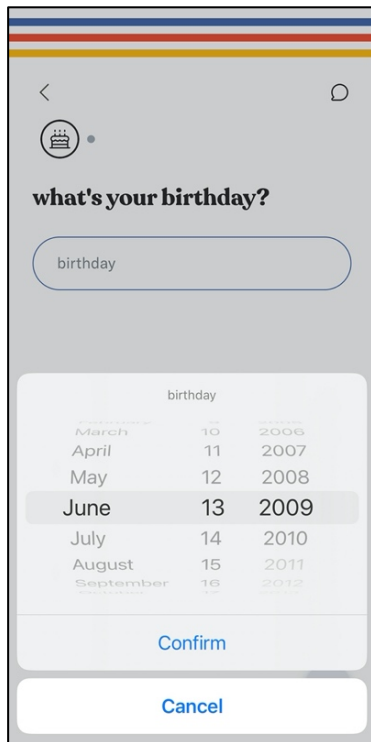 what's your birthday?
birthday
birthday
March 10 2006
April 11 2007
May 12 2008
June 13 2009
July 14 2010
August 15 2011
September 16 2012
Confirm
Cancel